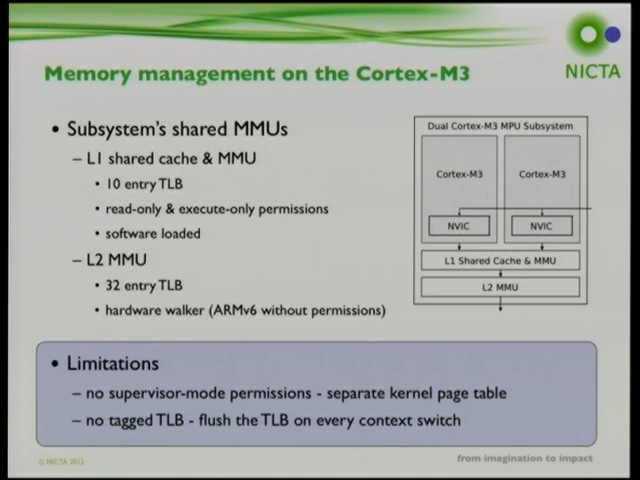 NICTA
Memory management on the Cortex-M3
• Subsystem's shared MMUs
– L1 shared cache & MMU
• 10 entry TLB
• read-only & execute-only permissions
• software loaded
– L2 MMU
• 32 entry TLB
• hardware walker (ARMv6 without permissions)
Dual Cortex-M3 MPU Subsystem
Cortex-M3 Cortex-M3
NVIC NVIC
L1 Shared Cache & MMU
L2 MMU
• Limitations
– no supervisor-mode permissions - separate kernel page table
– no tagged TLB - flush the TLB on every context switch
© NICTA 2012
from imagination to impact